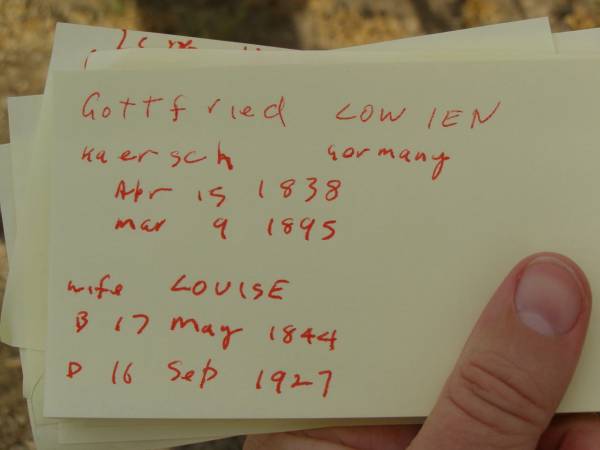 Gottfried LOWIEN
Kaersch Germany
Apr 15 1838
mar 9 1895
wife LOUISE
B 17 May 1844
D 16 Sep 1927